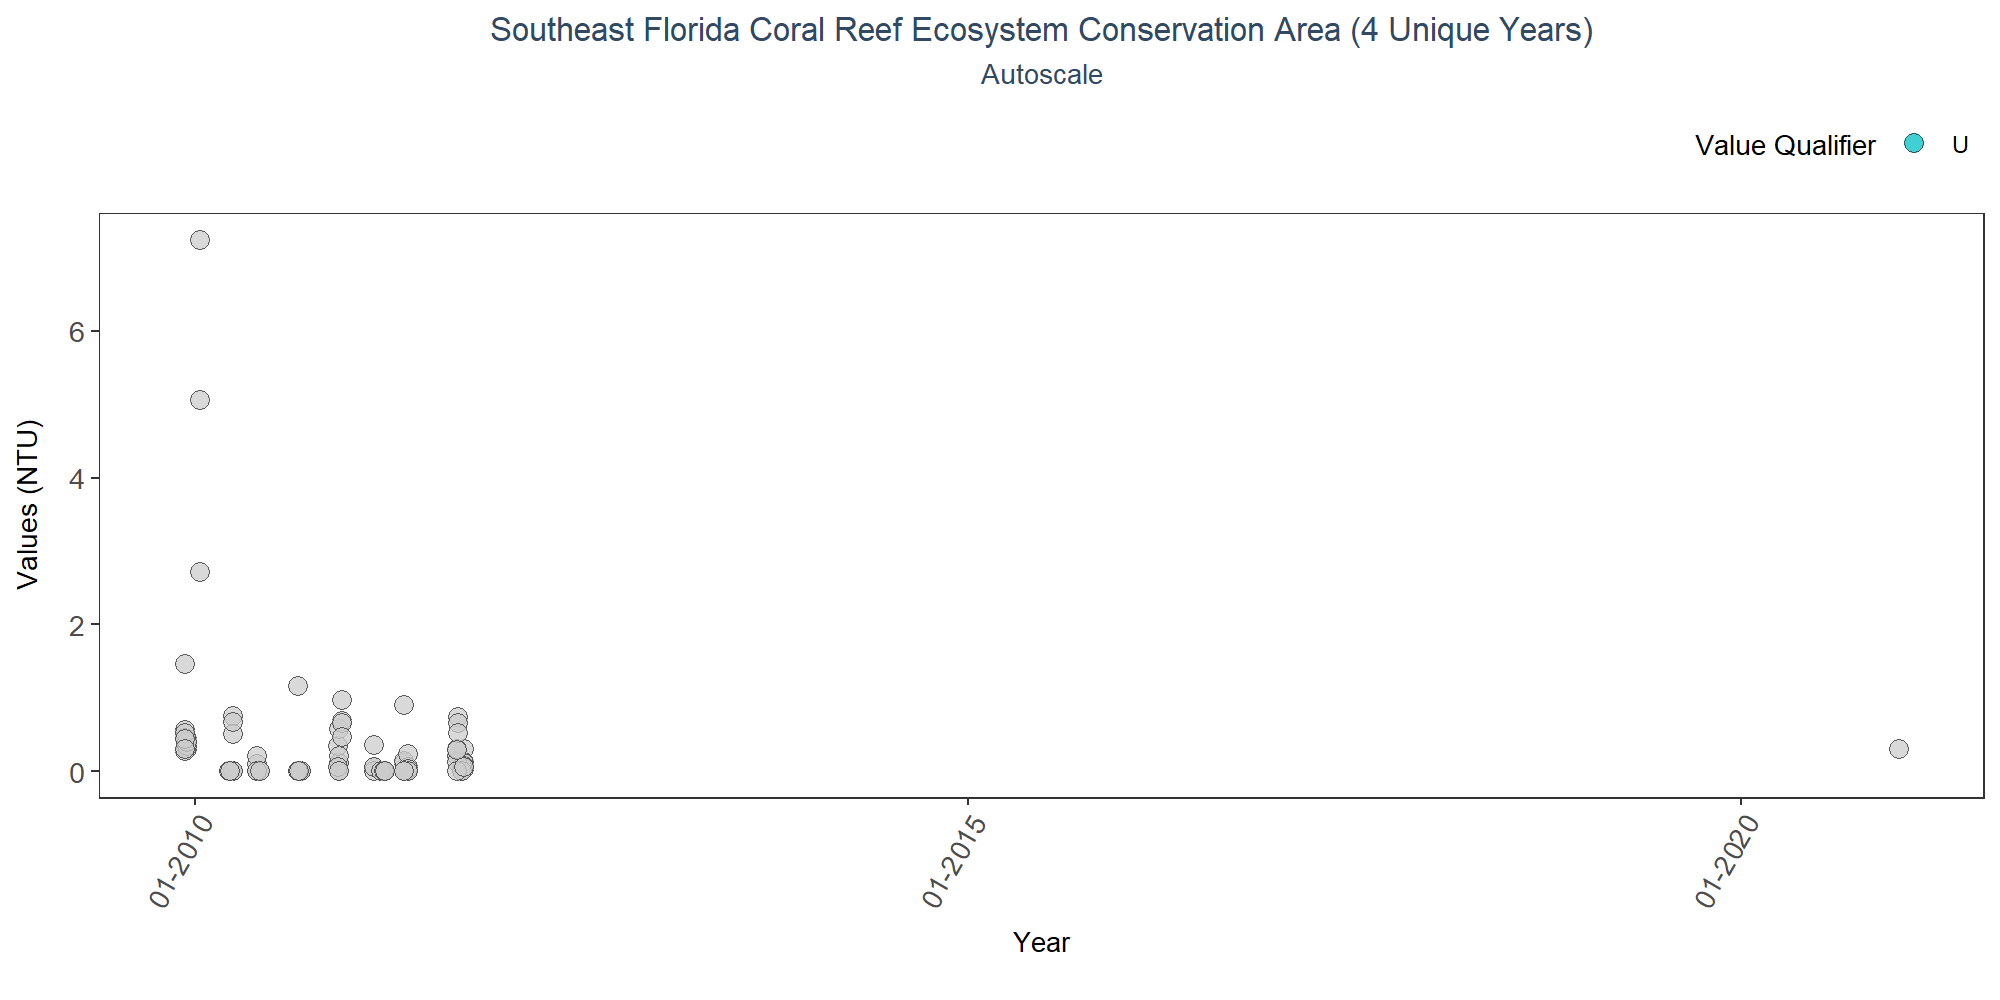 Southeast Florida Coral Reef Ecosystem Conservation Area (4 Unique Years)
Autoscale
Value Qualifier U
Values (NTU)
6
4
2
0
01-2010
01-2015
01-2020
Year